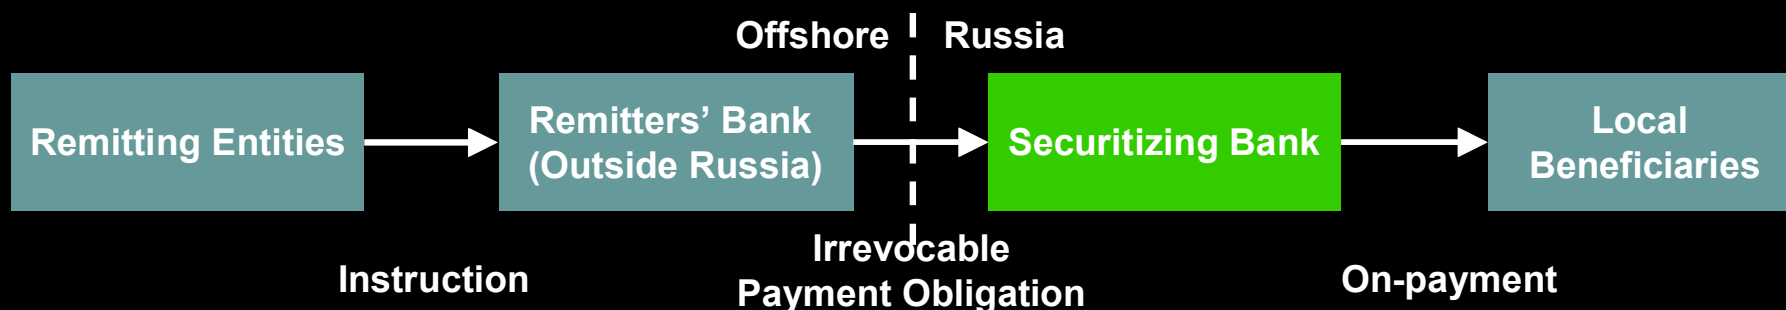 Offshore
Russia
Remitting Entities
Remitters’ Bank
(Outside Russia)
Securitizing Bank
Local
Beneficiaries
Instruction
Irrevocable
Payment Obligation
On-payment